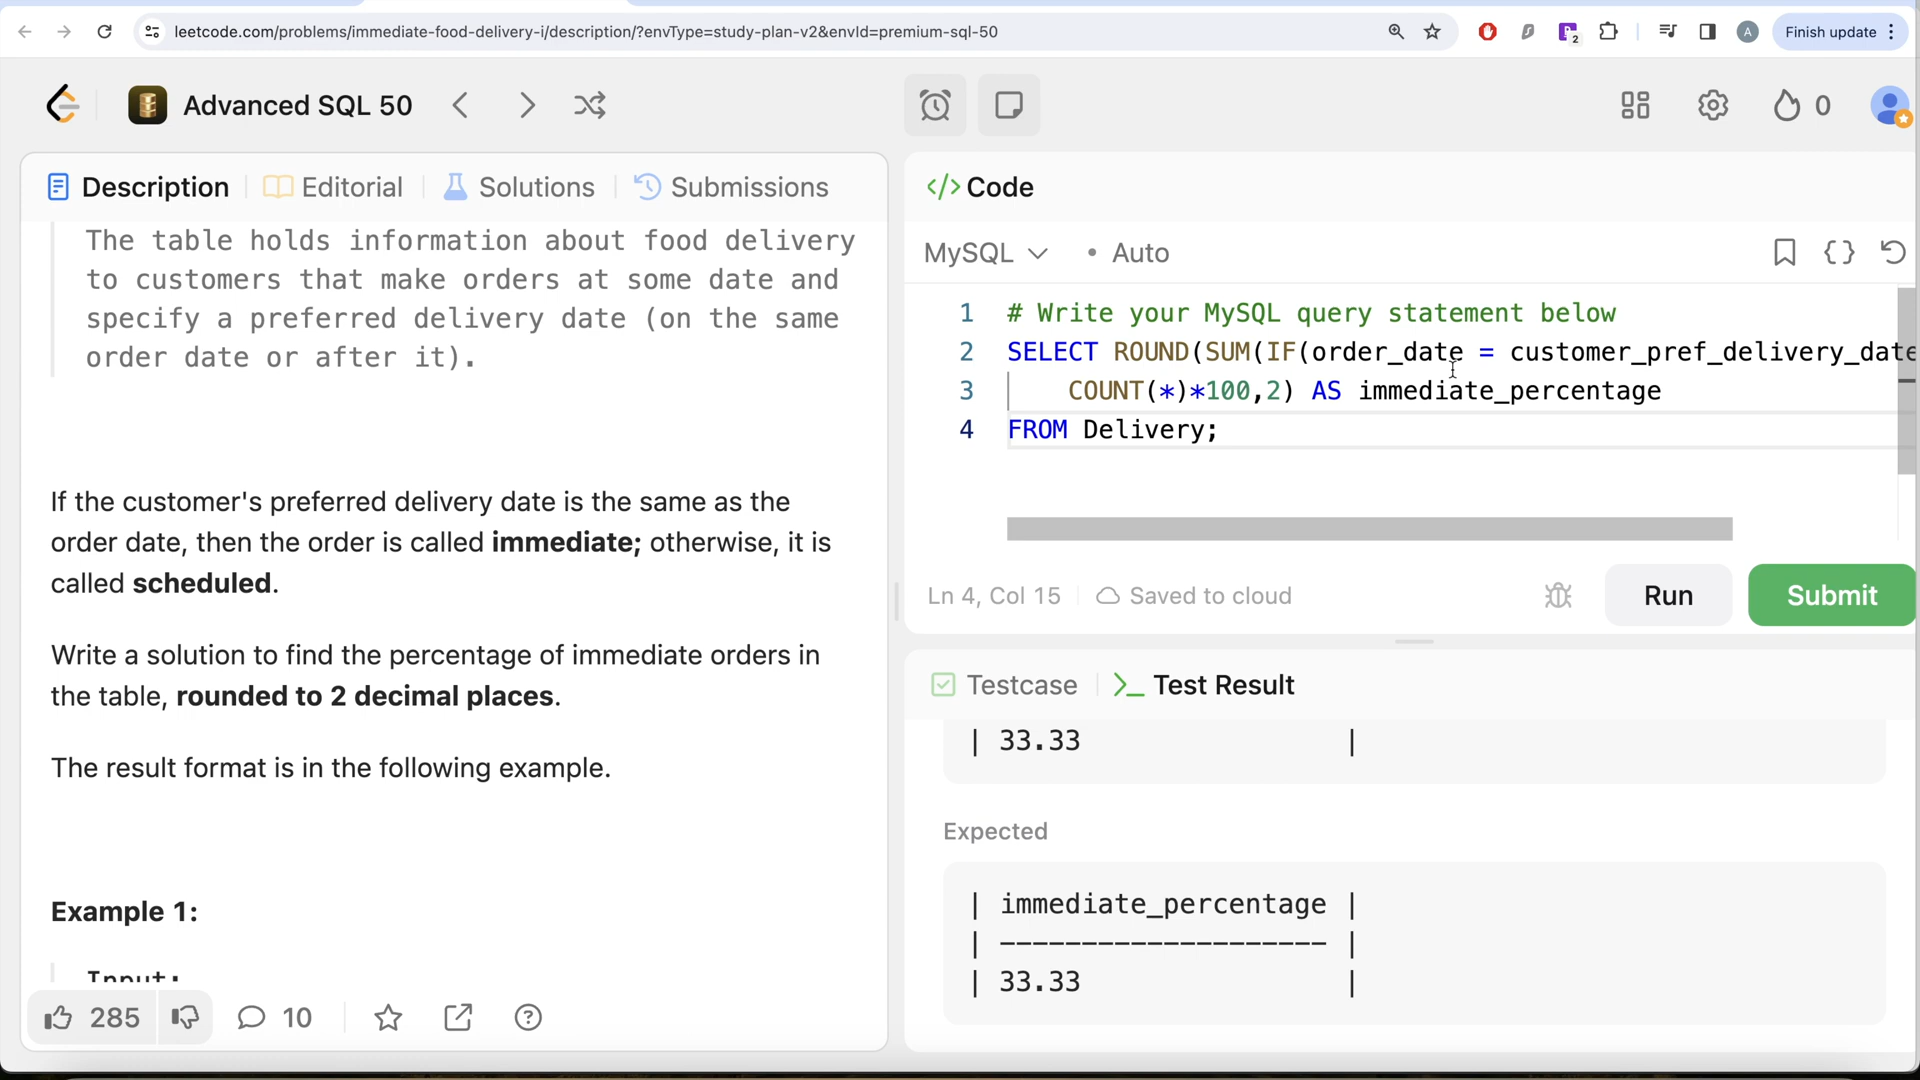 leetcode.com/problems/immediate-food-delivery-i/description/?envType=study-plan-v2&envId=premium-sql-50
2
A
Finish update
Advanced SQL 50
0
Description
Editorial
Solutions
Submissions
The table holds information about food delivery
to customers that make orders at some date and
specify a preferred delivery date (on the same
order date or after it).
If the customer's preferred delivery date is the same as the
order date, then the order is called immediate; otherwise, it is
called scheduled.
Write a solution to find the percentage of immediate orders in
the table, rounded to 2 decimal places.
The result format is in the following example.
Example 1:
Input:
285
10
</> Code
MySQL • Auto
1 # Write your MySQL query statement below
2 SELECT ROUND(SUM(IF(order_date = customer_pref_delivery_date
3 COUNT(*)*100,2) AS immediate_percentage
4 FROM Delivery;
Ln 4, Col 15
Saved to cloud
Run
Submit
Testcase
Test Result
| 33.33 |
Expected
| immediate_percentage |
| -------------------- |
| 33.33 |